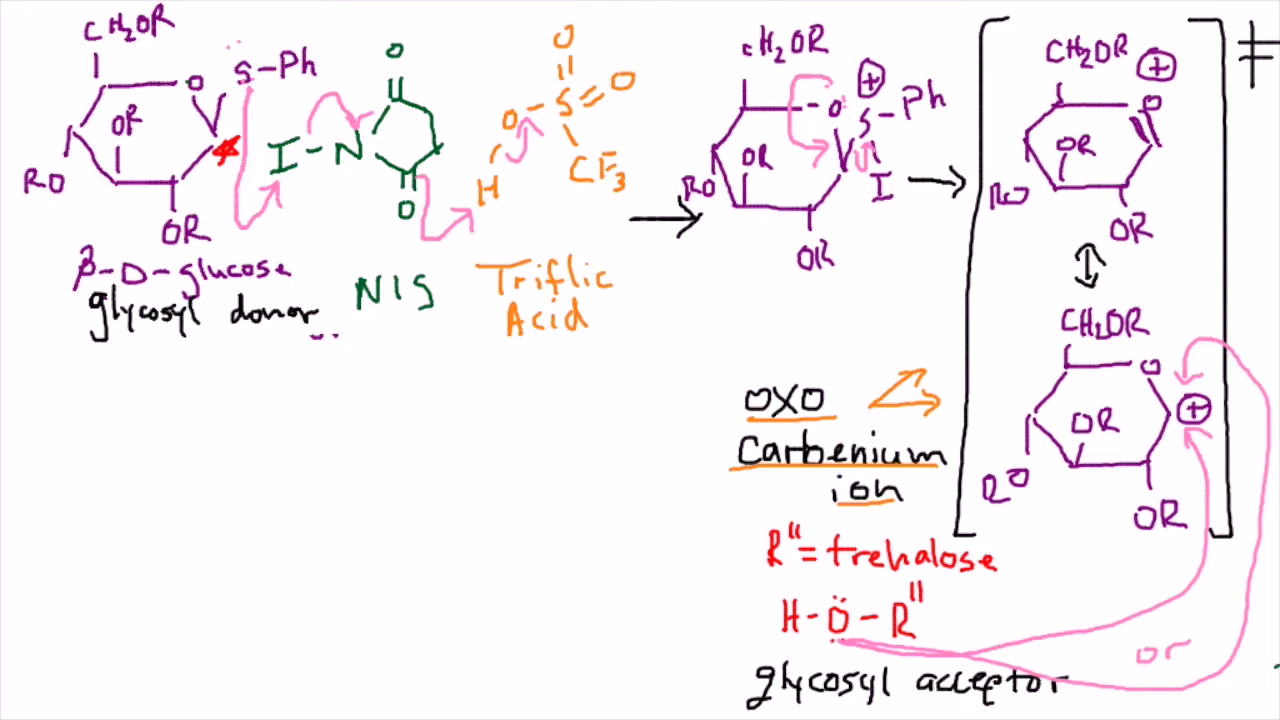 CH2OR
O
S-Ph
OR
RO
OR
β-D-glucose
glycosyl donor
O
I-N
O
NIS
O
O-S=O
H
CF3
Triflic
Acid
CH2OR
O
⊕
S-Ph
I
OR
RO
OR
CH2OR
⊕
O
OR
RO
OR
‡
CH2OR
O
⊕
OR
RO
OR
OXO
Carbenium
ion
R"=trehalose
H-Ö-R"
or
glycosyl acceptor